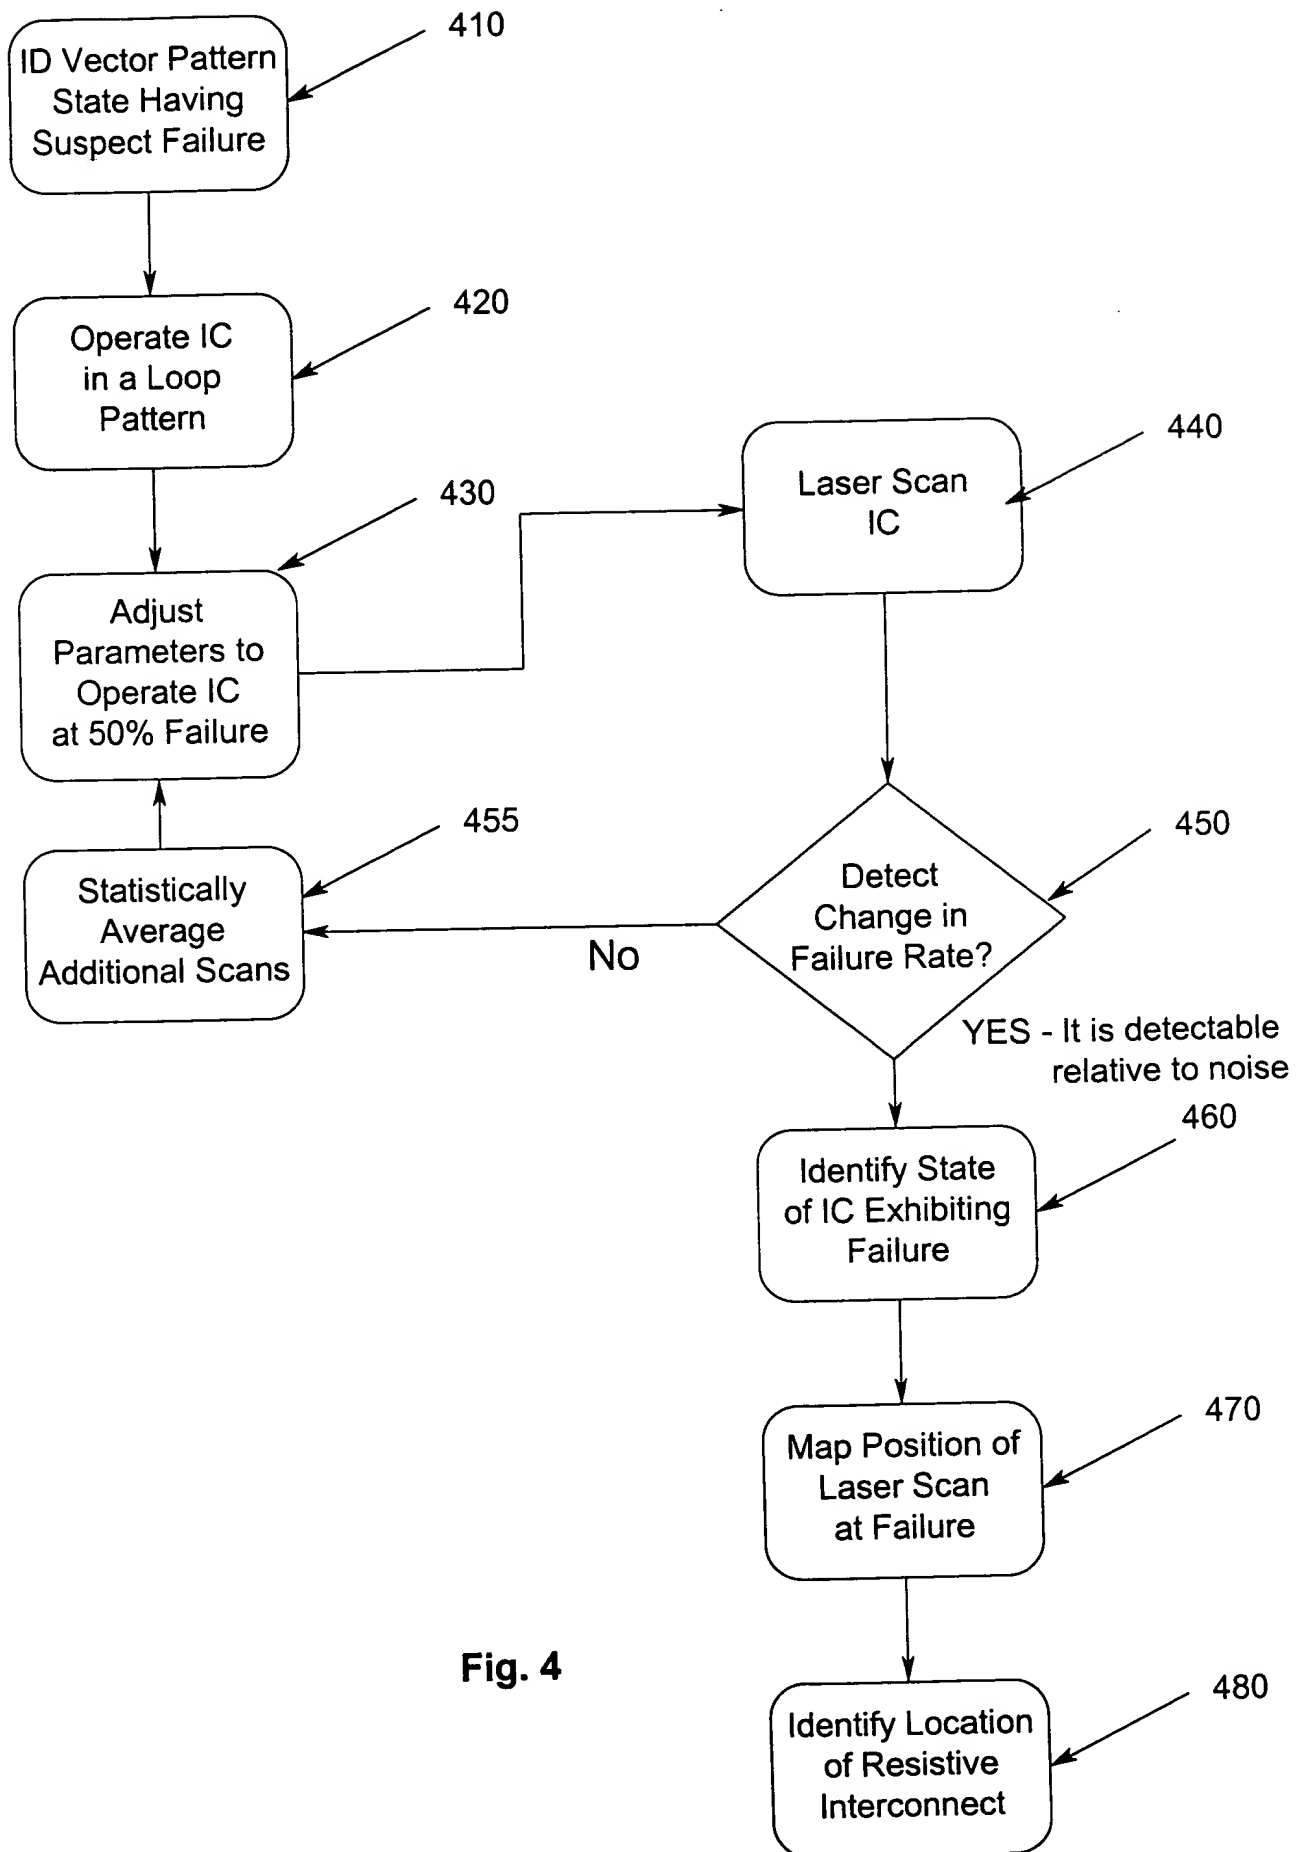 410
ID Vector Pattern
State Having
Suspect Failure
420
Operate IC
in a Loop
Pattern
430
Adjust
Parameters to
Operate IC
at 50% Failure
440
Laser Scan
IC
455
Statistically
Average
Additional Scans
450
Detect
Change in
Failure Rate?
No
YES - It is detectable
relative to noise
460
Identify State
of IC Exhibiting
Failure
470
Map Position of
Laser Scan
at Failure
480
Identify Location
of Resistive
Interconnect
Fig. 4